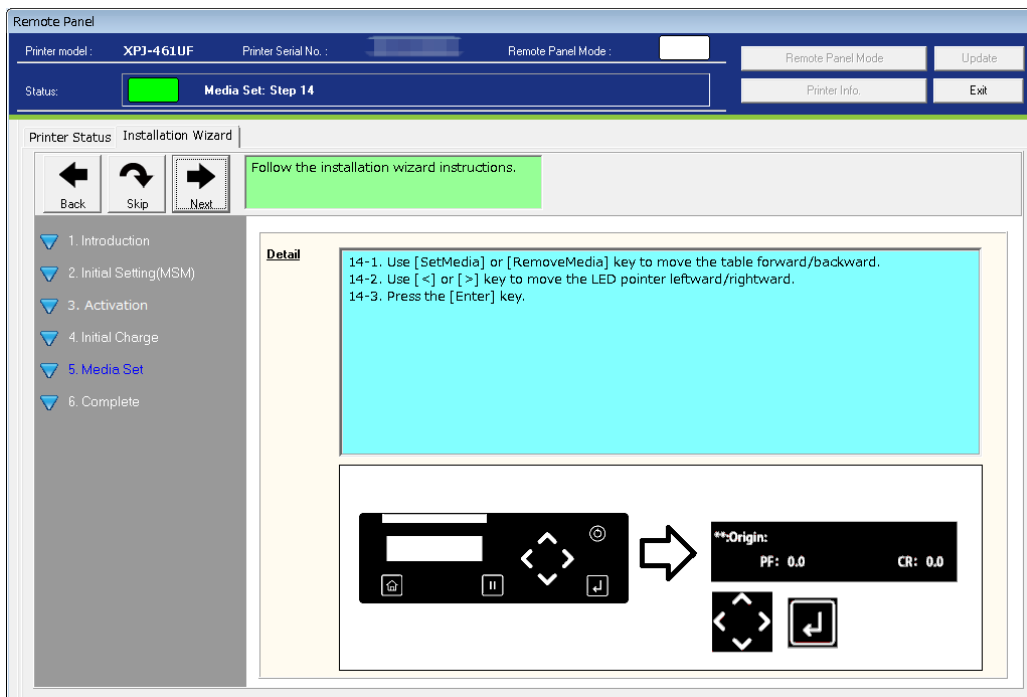 Remote Panel
Printer model :
XPJ-461UF
Printer Serial No. :
Remote Panel Mode :
Remote Panel Mode
Update
Status:
Media Set: Step 14
Printer Info.
Exit
Printer Status
Installation Wizard
Back
Skip
Next
Follow the installation wizard instructions.
1. Introduction
2. Initial Setting(MSM)
3. Activation
4. Initial Charge
5. Media Set
6. Complete
Detail
14-1. Use [SetMedia] or [RemoveMedia] key to move the table forward/backward.
14-2. Use [<] or [>] key to move the LED pointer leftward/rightward.
14-3. Press the [Enter] key.
**:Origin:
PF: 0.0 CR: 0.0